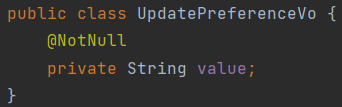 public class UpdatePreferenceVo {
    @NotNull
    private String value;
}